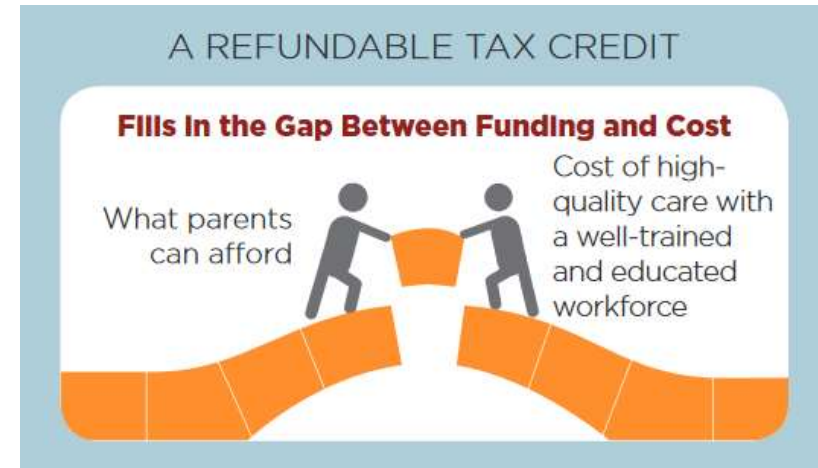 A REFUNDABLE TAX CREDIT
Fills in the Gap Between Funding and Cost
What parents
can afford
Cost of high-
quality care with
a well-trained
and educated
workforce